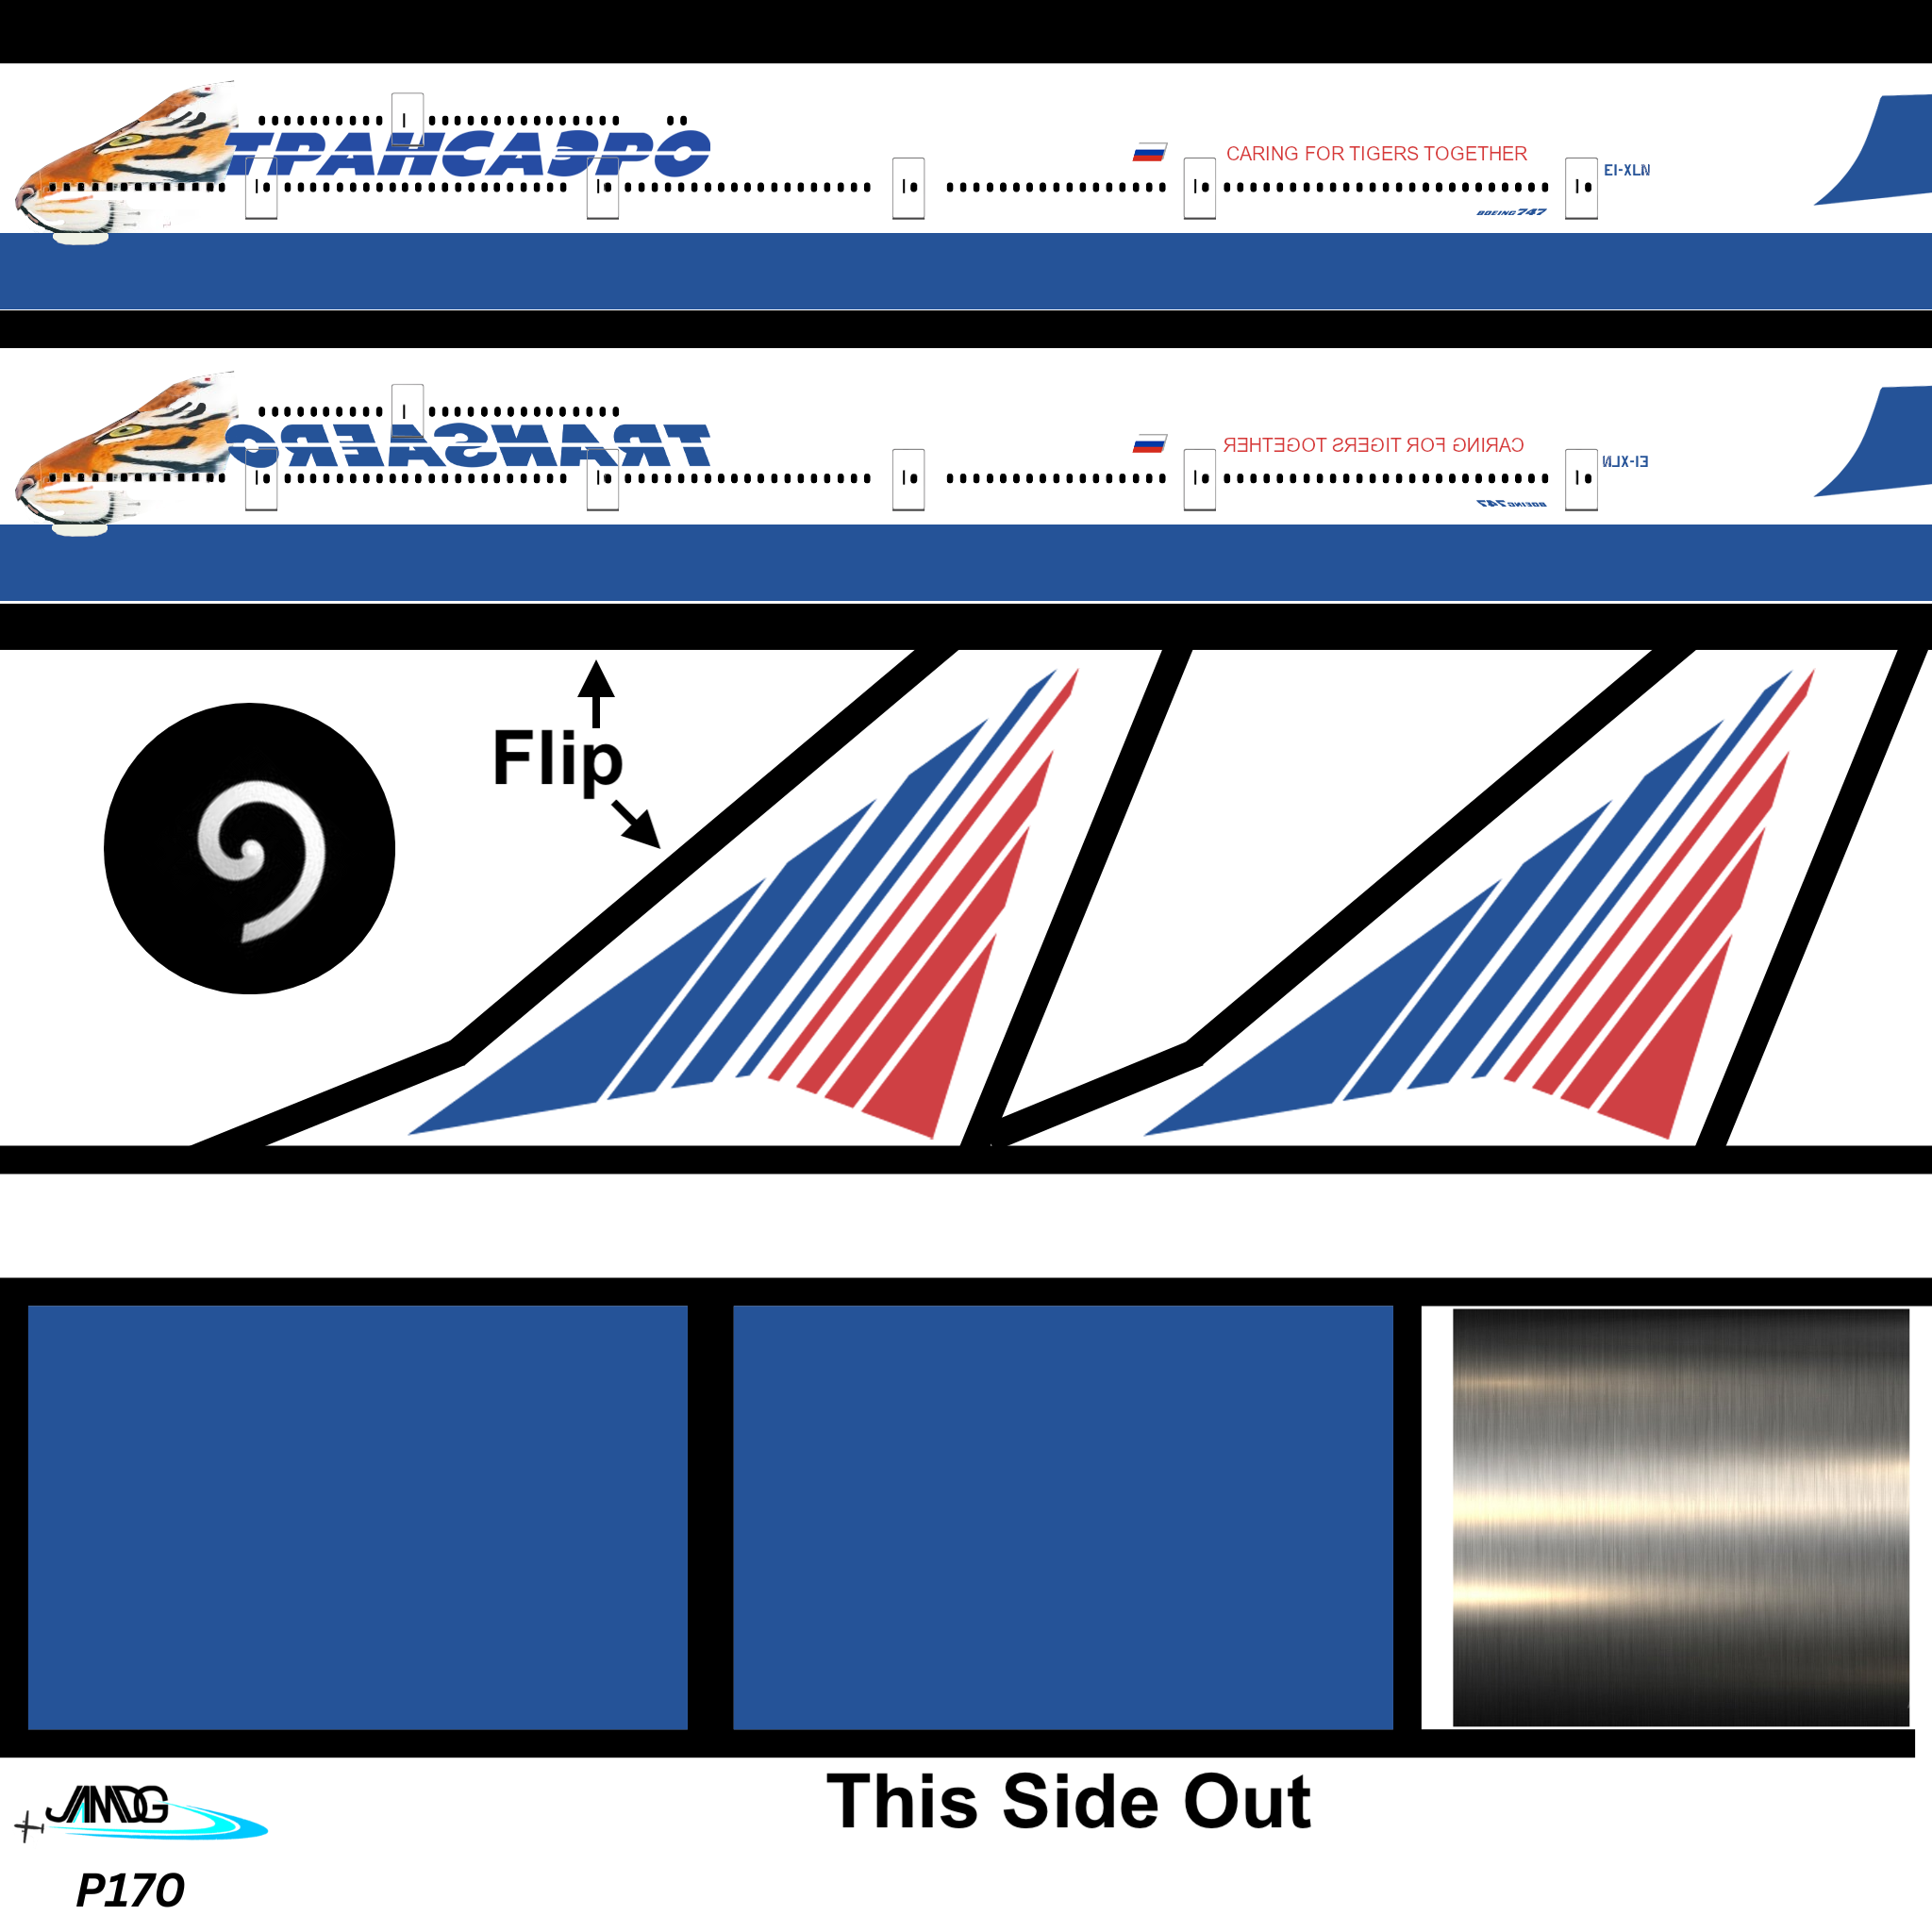 ТРАНСАЭРО
CARING FOR TIGERS TOGETHER
EI-XLN
BOEING 747
TRANSAERO
CARING FOR TIGERS TOGETHER
EI-XLN
BOEING 747
Flip
This Side Out
JAMDG
P170